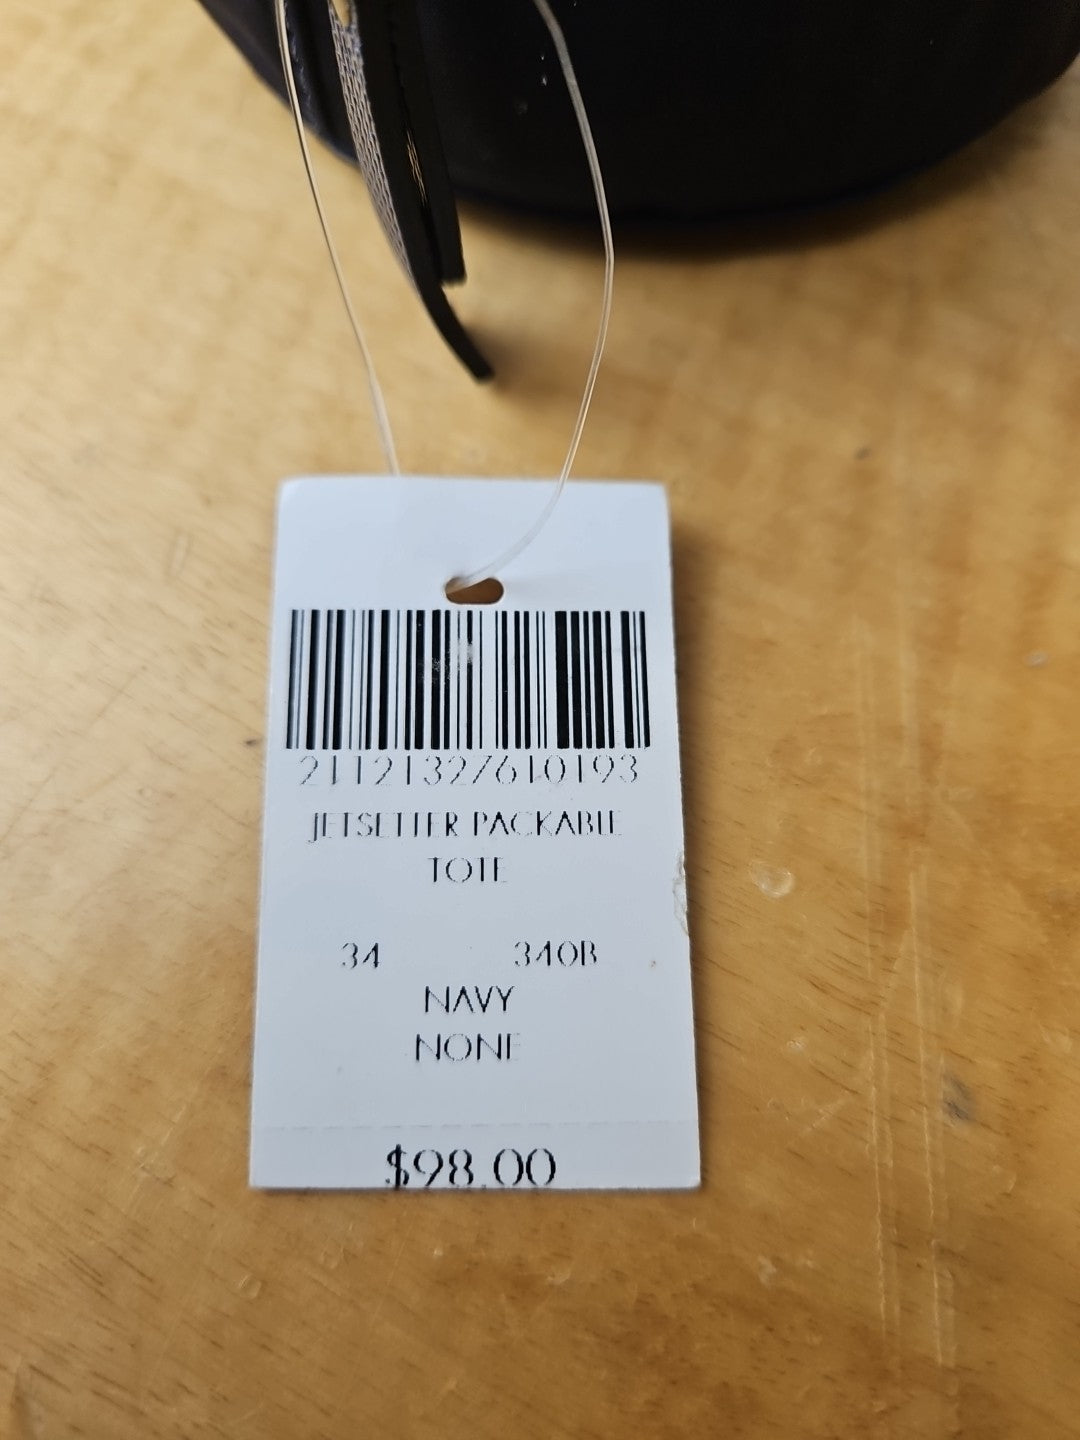 21121327610193
JETSETTER PACKABLE
TOTE
34 340B
NAVY
NONE
$98.00